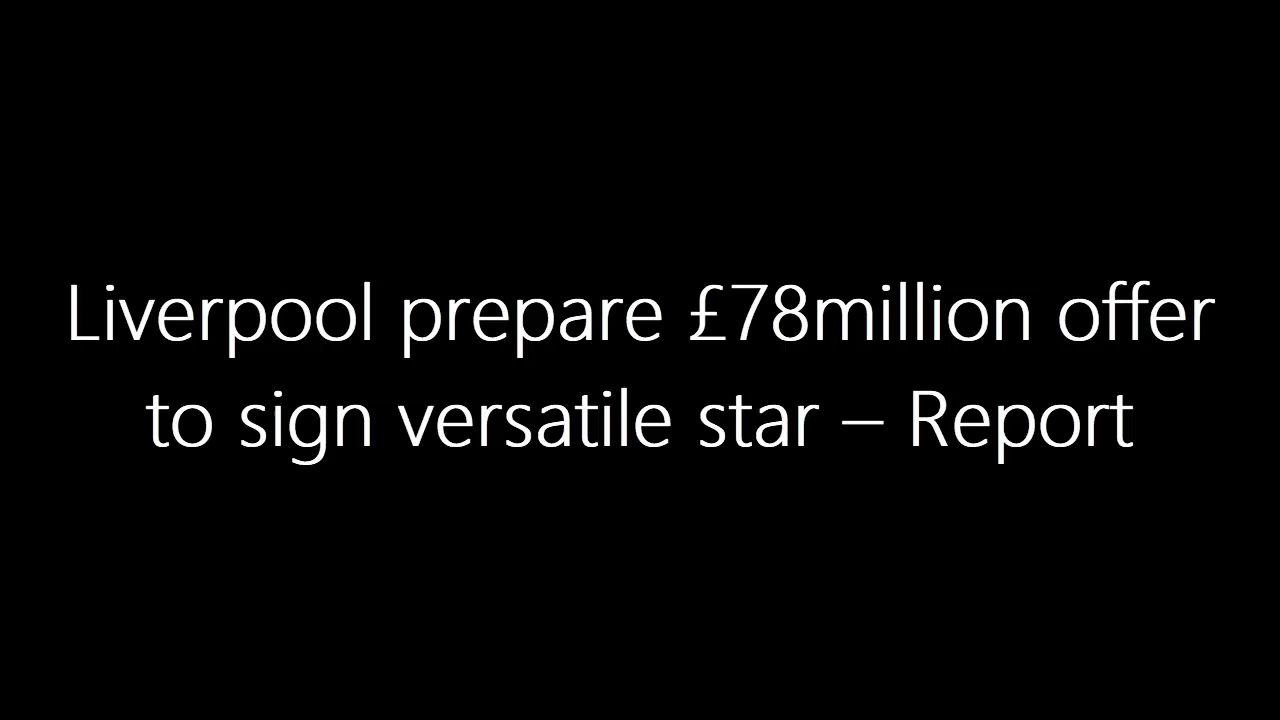 Liverpool prepare £78million offer
to sign versatile star – Report